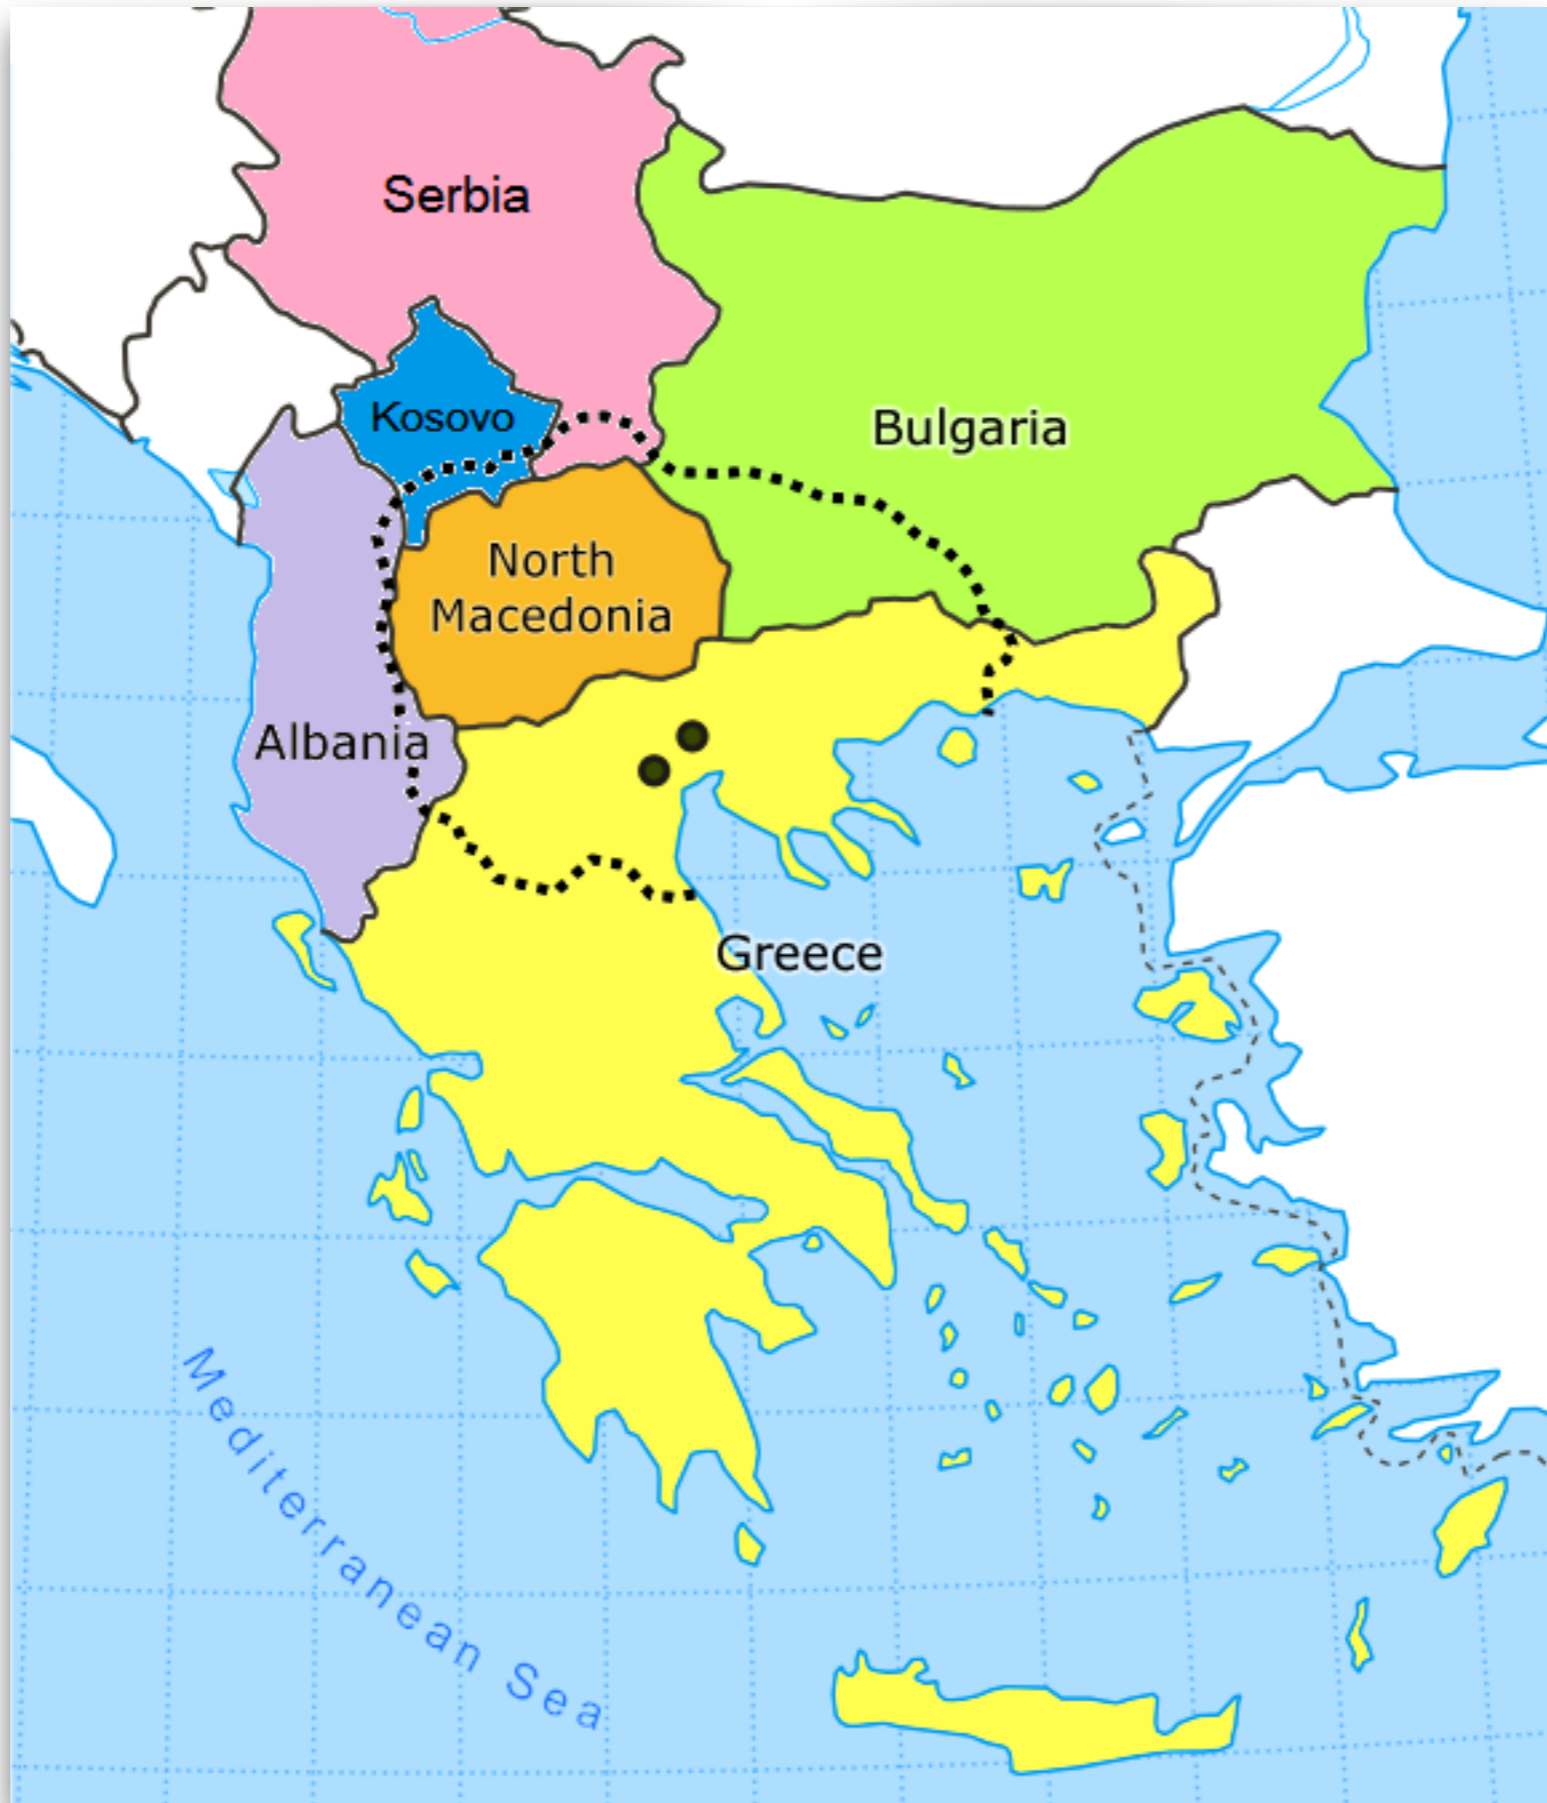 Serbia
Kosovo
Bulgaria
North
Macedonia
Albania
Greece
Mediterranean Sea